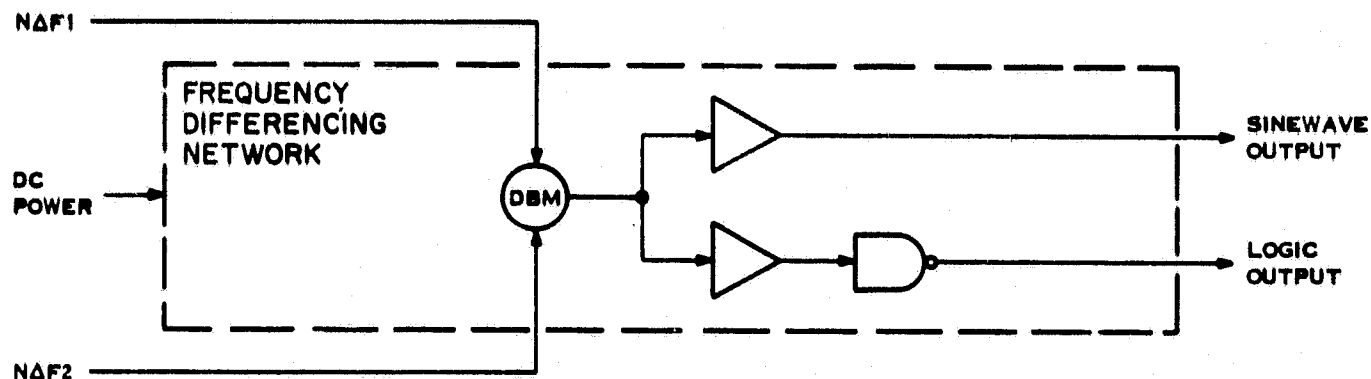 NΔF1
FREQUENCY
DIFFERENCING
NETWORK
DC
POWER
DBM
SINEWAVE
OUTPUT
LOGIC
OUTPUT
NΔF2